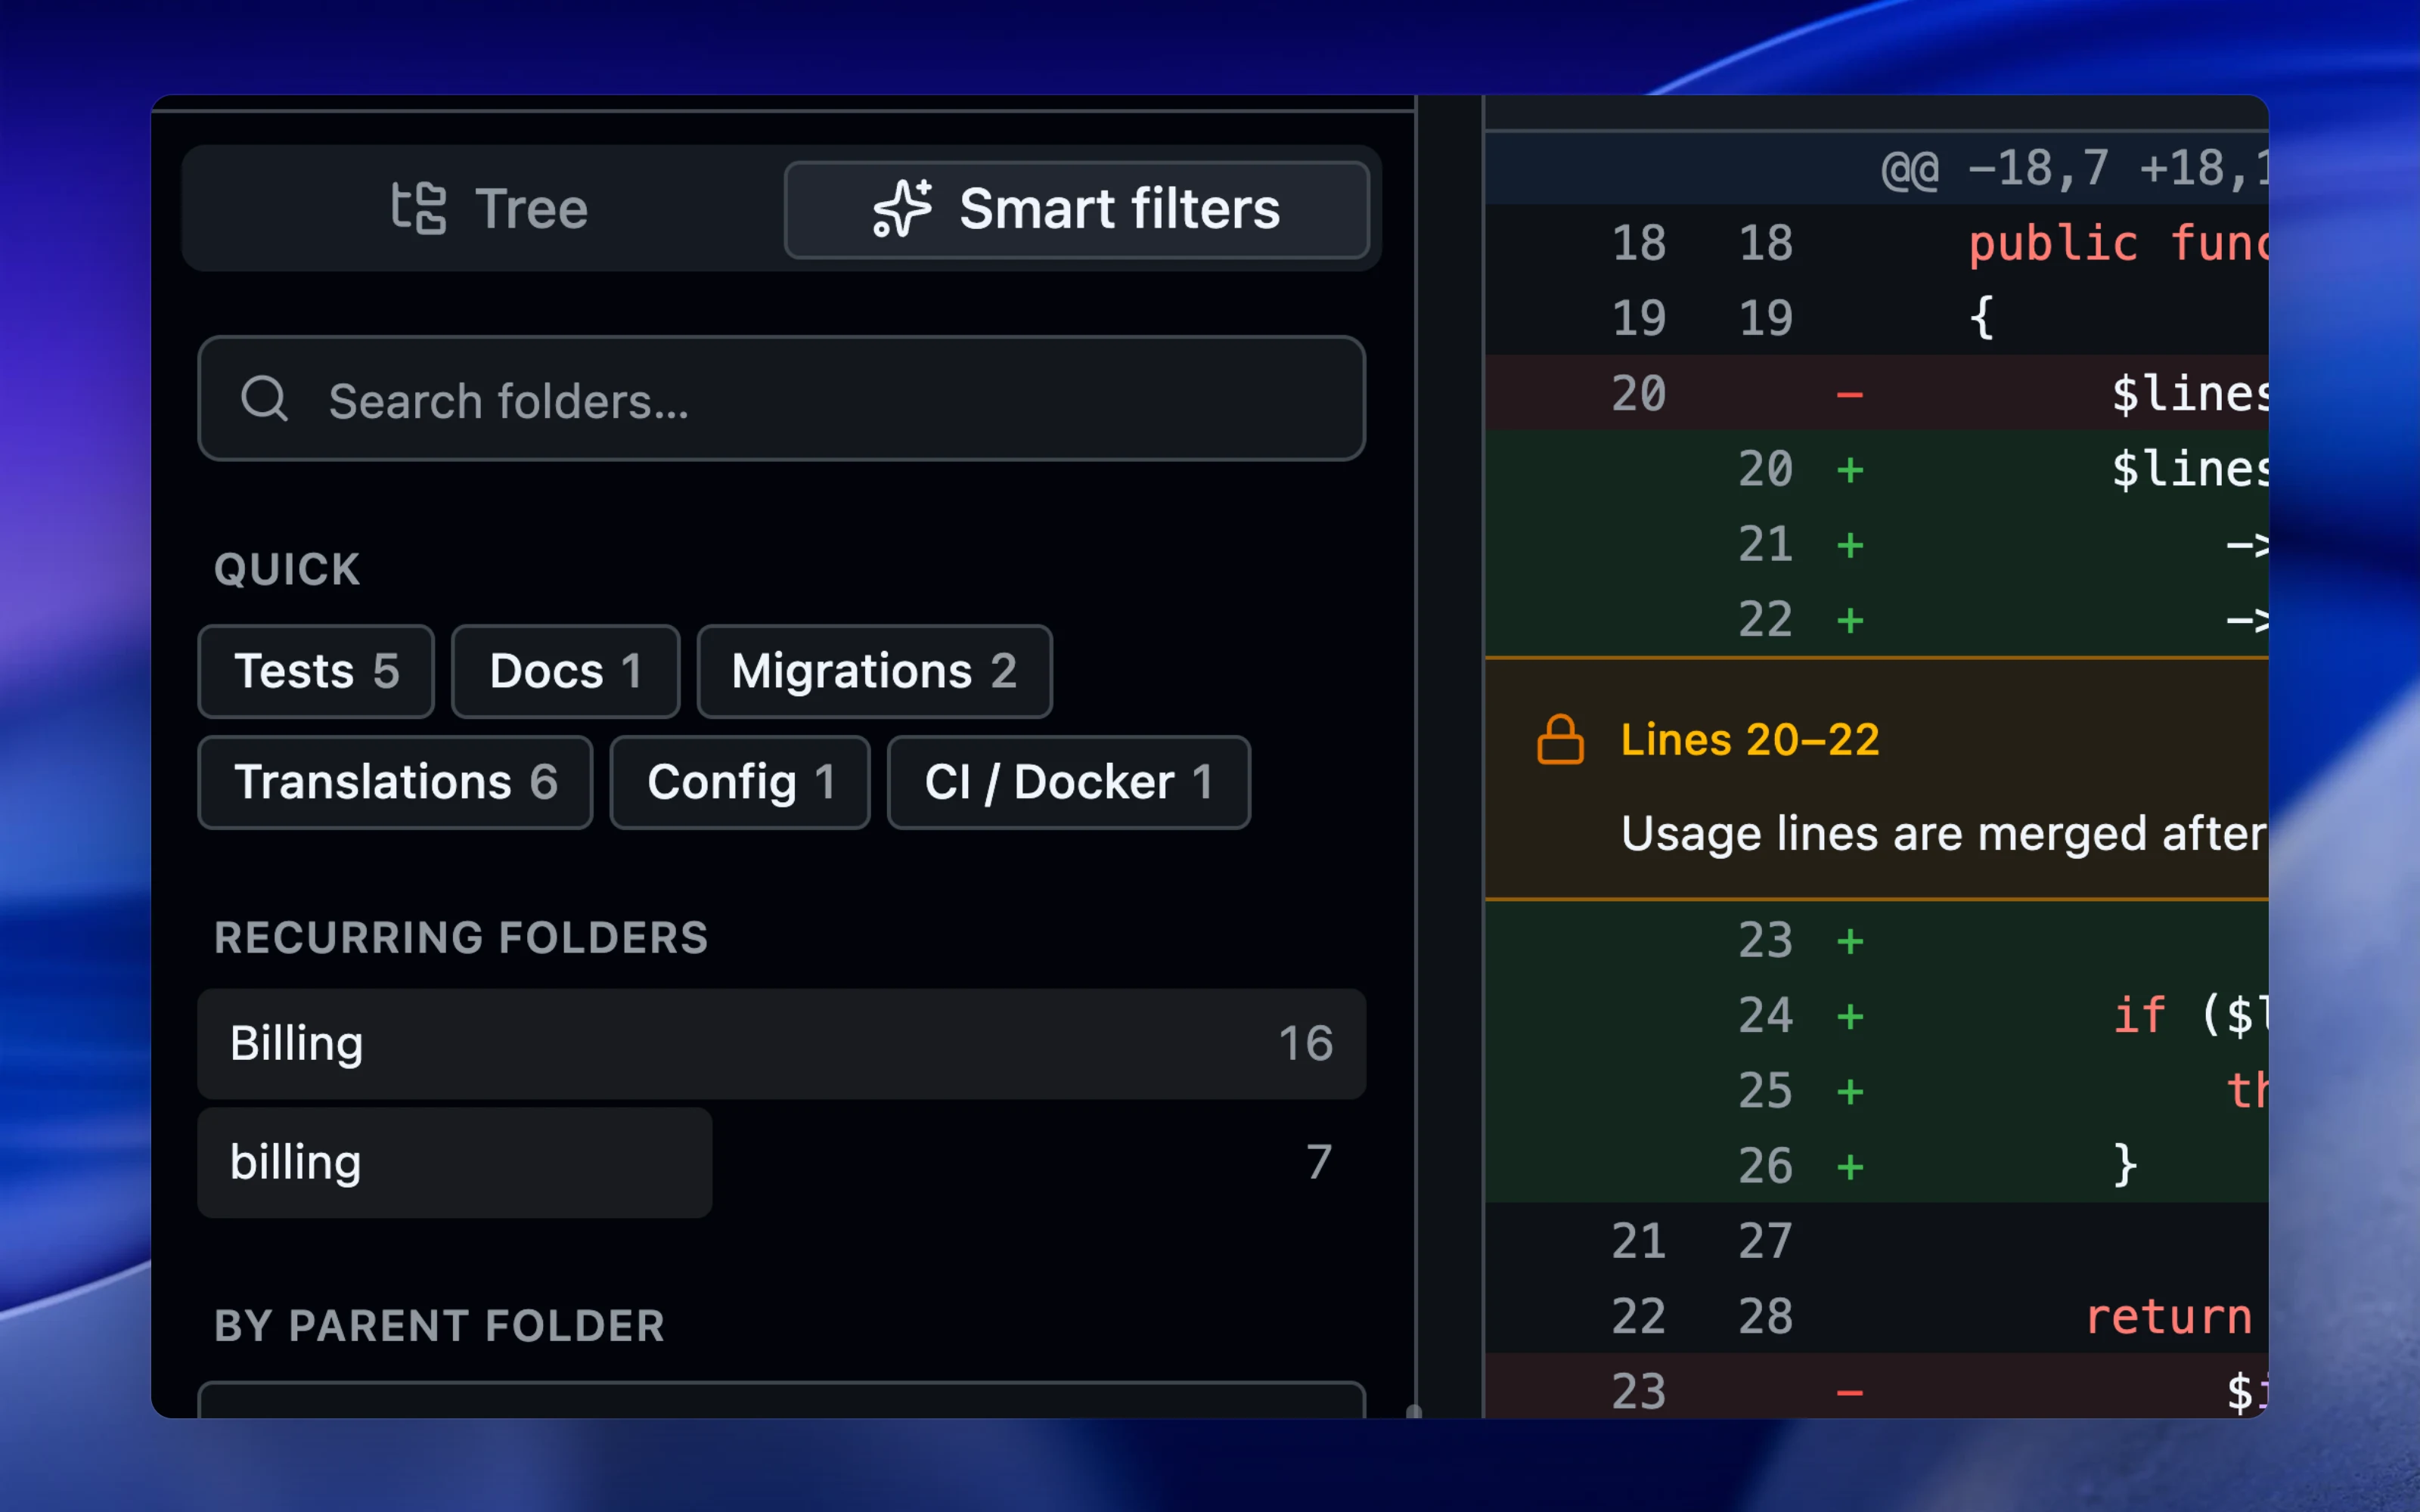 Tree
Smart filters
Search folders...
QUICK
Tests 5
Docs 1
Migrations 2
Translations 6
Config 1
CI / Docker 1
RECURRING FOLDERS
Billing 16
billing 7
BY PARENT FOLDER
@@ -18,7 +18,1
18 18 public func
19 19 {
20 - $lines
20 + $lines
21 + ->
22 + ->
Lines 20–22
Usage lines are merged after
23 +
24 + if ($l
25 + th
26 + }
21 27
22 28 return
23 - $i